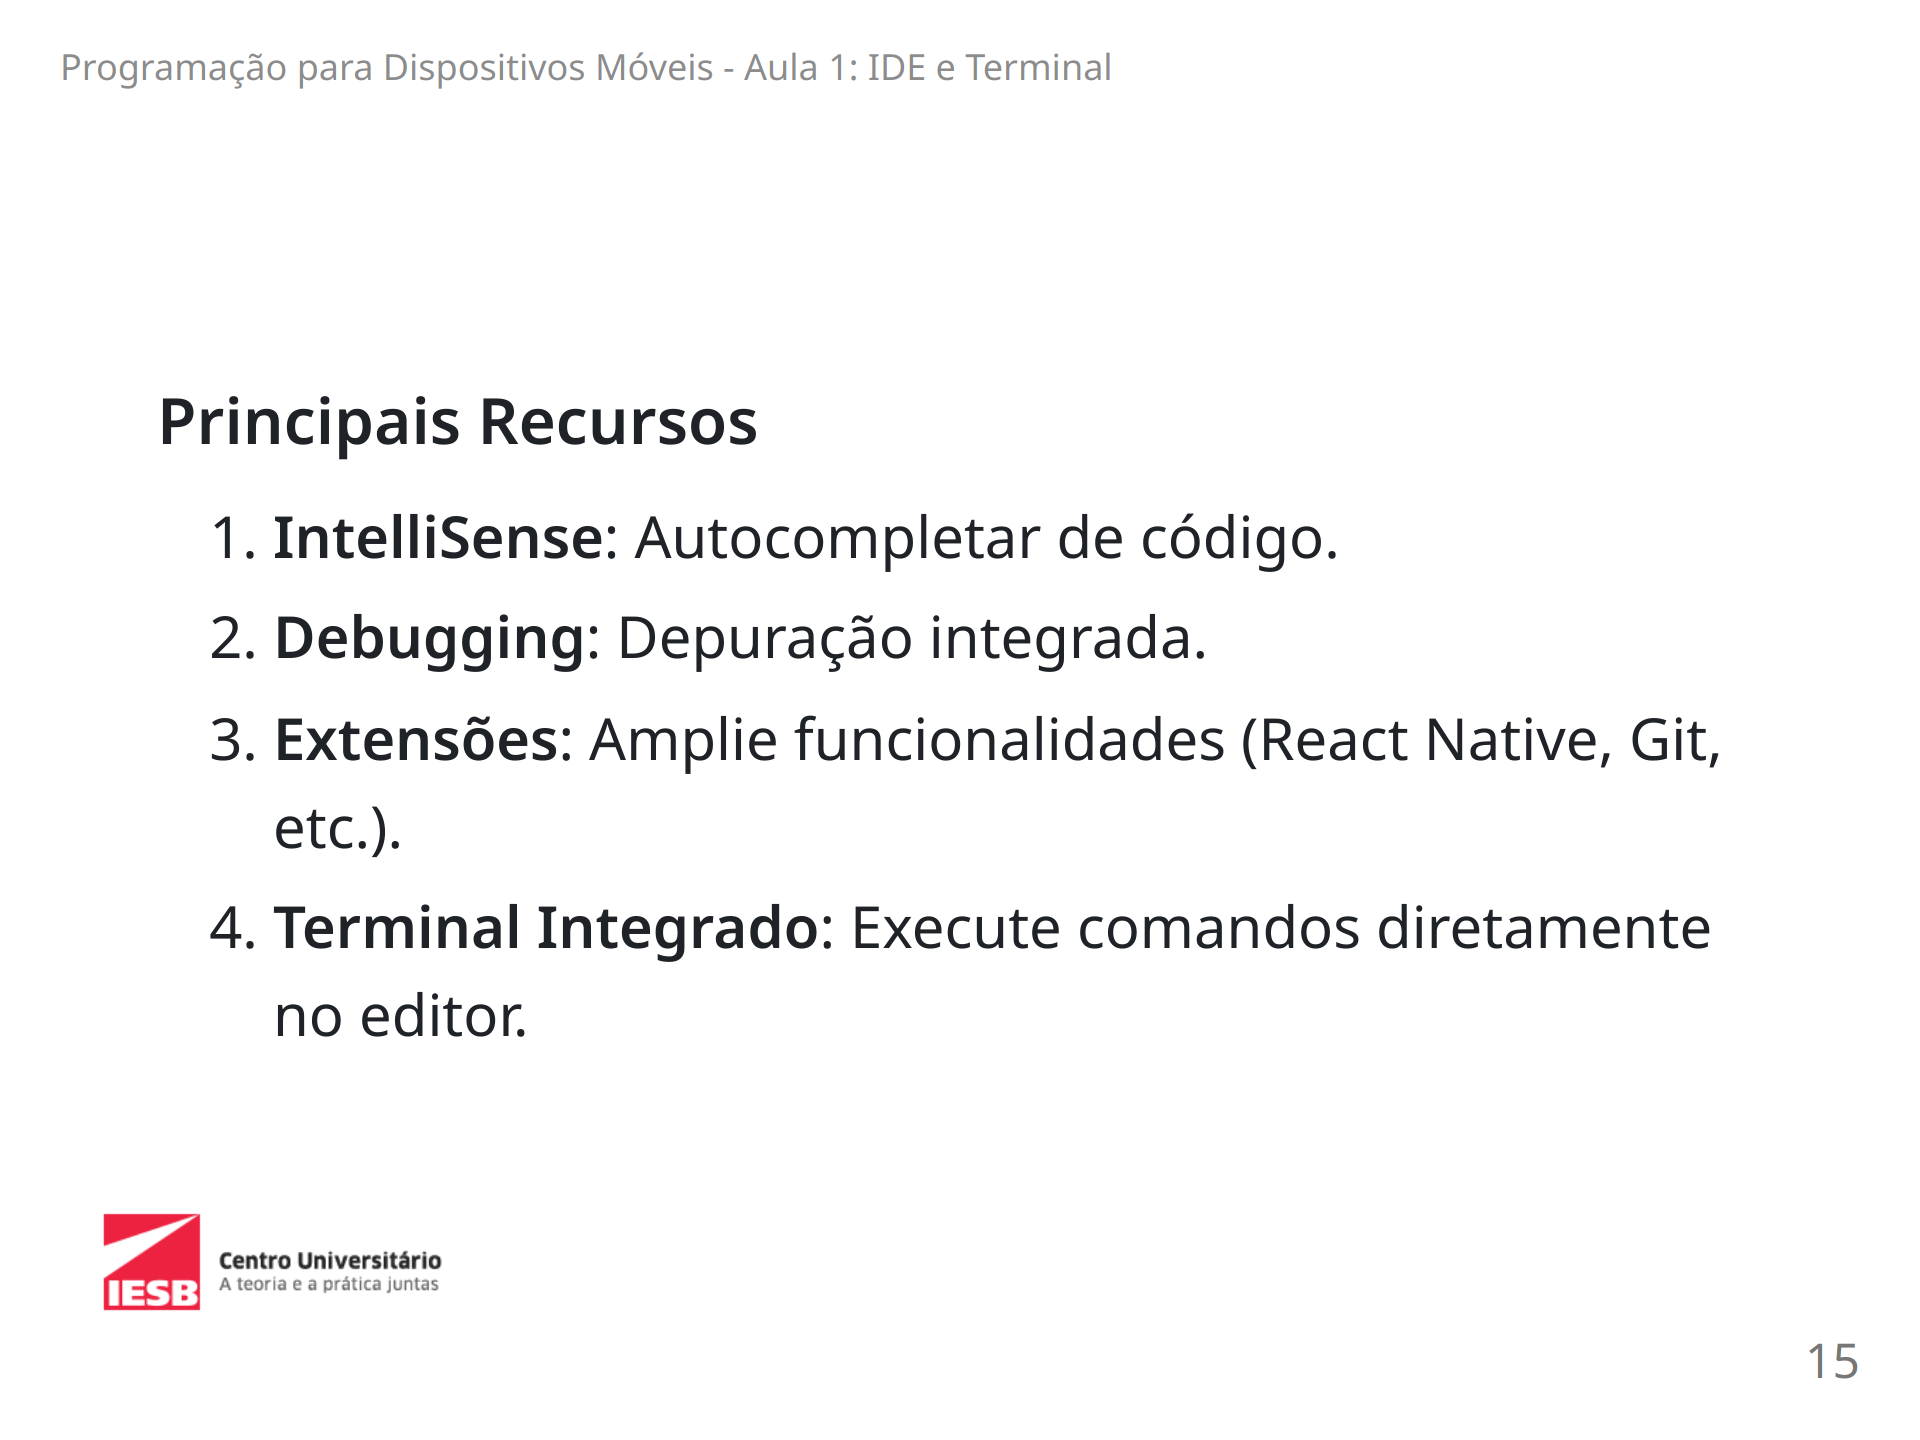 Programação para Dispositivos Móveis - Aula 1: IDE e Terminal
Principais Recursos
1. IntelliSense: Autocompletar de código.
2. Debugging: Depuração integrada.
3. Extensões: Amplie funcionalidades (React Native, Git,
etc.).
4. Terminal Integrado: Execute comandos diretamente
no editor.
IESB
Centro Universitário
A teoria e a prática juntas
15